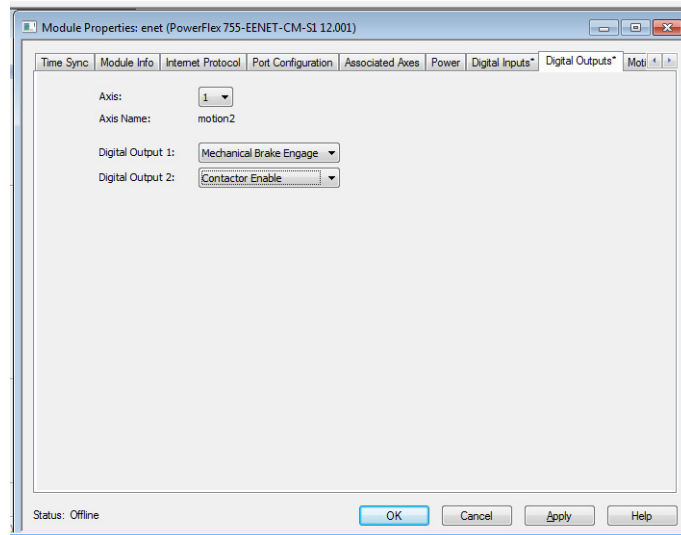 Module Properties: enet (PowerFlex 755-EENET-CM-S1 12.001)
Time Sync Module Info Internet Protocol Port Configuration Associated Axes Power Digital Inputs* Digital Outputs* Moti
Axis: 1
Axis Name: motion2
Digital Output 1: Mechanical Brake Engage
Digital Output 2: Contactor Enable
Status: Offline OK Cancel Apply Help